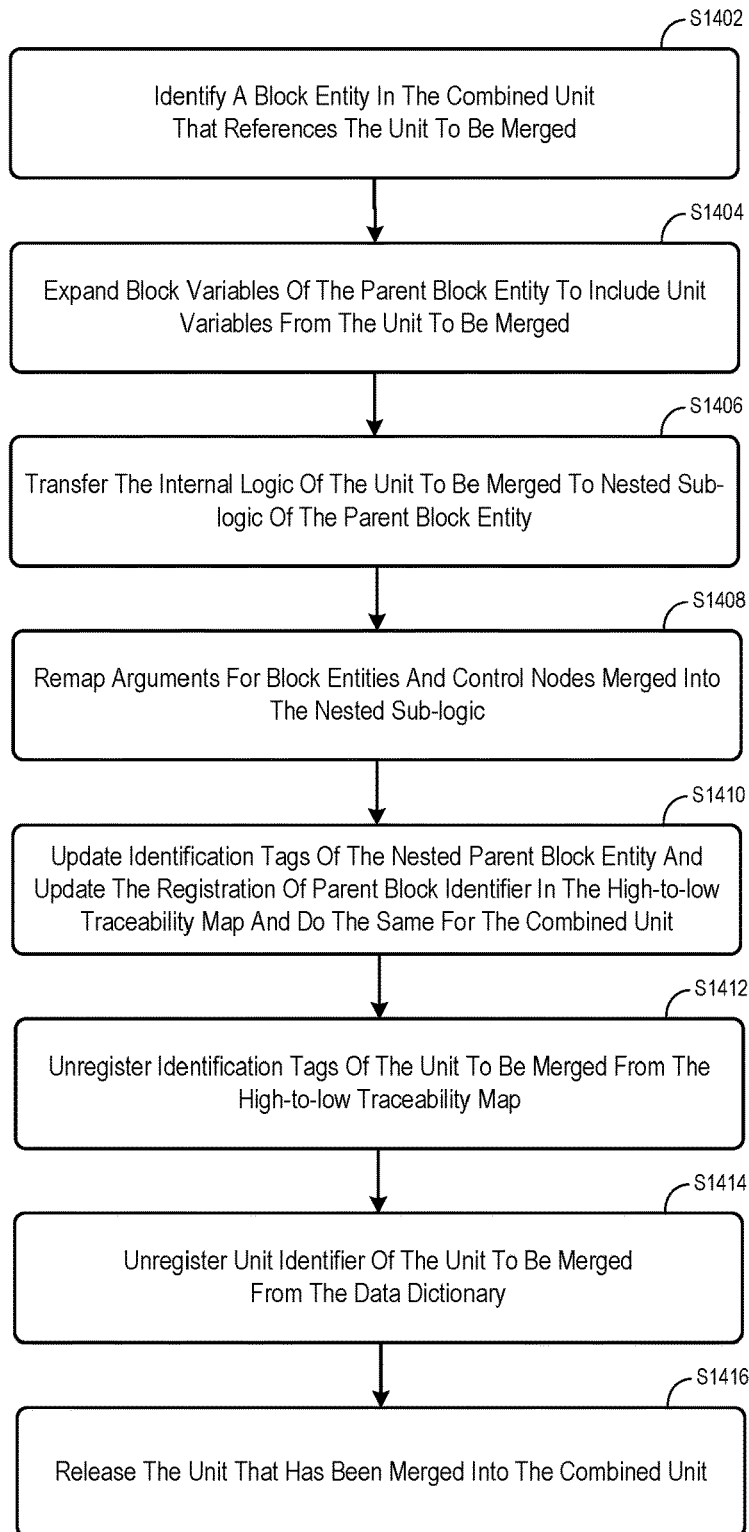 S1402
Identify A Block Entity In The Combined Unit
That References The Unit To Be Merged
S1404
Expand Block Variables Of The Parent Block Entity To Include Unit
Variables From The Unit To Be Merged
S1406
Transfer The Internal Logic Of The Unit To Be Merged To Nested Sub-
logic Of The Parent Block Entity
S1408
Remap Arguments For Block Entities And Control Nodes Merged Into
The Nested Sub-logic
S1410
Update Identification Tags Of The Nested Parent Block Entity And
Update The Registration Of Parent Block Identifier In The High-to-low
Traceability Map And Do The Same For The Combined Unit
S1412
Unregister Identification Tags Of The Unit To Be Merged From The
High-to-low Traceability Map
S1414
Unregister Unit Identifier Of The Unit To Be Merged
From The Data Dictionary
S1416
Release The Unit That Has Been Merged Into The Combined Unit